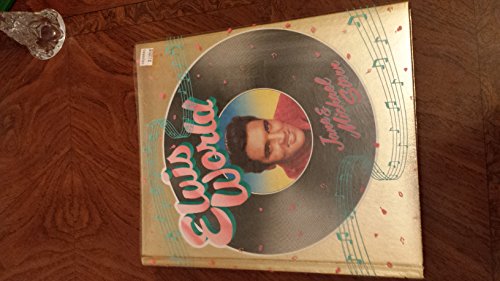 Elvis
World
Jane &
Michael
Stern